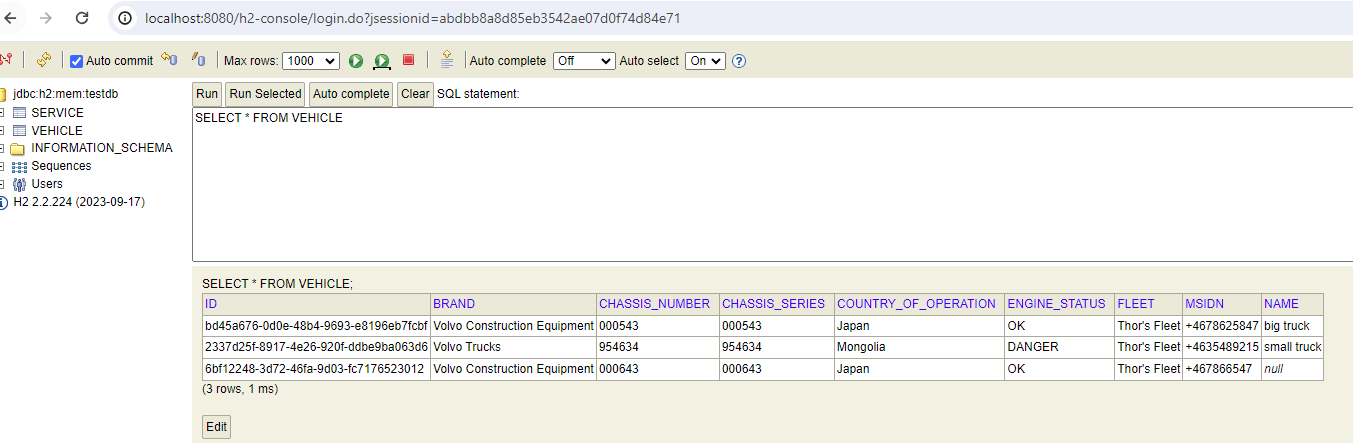 localhost:8080/h2-console/login.do?jsessionid=abdbb8a8d85eb3542ae07d0f74d84e71
Auto commit Max rows: 1000 Auto complete Off Auto select On ?
jdbc:h2:mem:testdb
SERVICE
VEHICLE
INFORMATION_SCHEMA
Sequences
Users
H2 2.2.224 (2023-09-17)
Run Run Selected Auto complete Clear SQL statement:
SELECT * FROM VEHICLE
SELECT * FROM VEHICLE;
ID BRAND CHASSIS_NUMBER CHASSIS_SERIES COUNTRY_OF_OPERATION ENGINE_STATUS FLEET MSIDN NAME
bd45a676-0d0e-48b4-9693-e8196eb7fcbf Volvo Construction Equipment 000543 000543 Japan OK Thor's Fleet +4678625847 big truck
2337d25f-8917-4e26-920f-ddbe9ba063d6 Volvo Trucks 954634 954634 Mongolia DANGER Thor's Fleet +4635489215 small truck
6bf12248-3d72-46fa-9d03-fc7176523012 Volvo Construction Equipment 000643 000643 Japan OK Thor's Fleet +467866547 null
(3 rows, 1 ms)
Edit